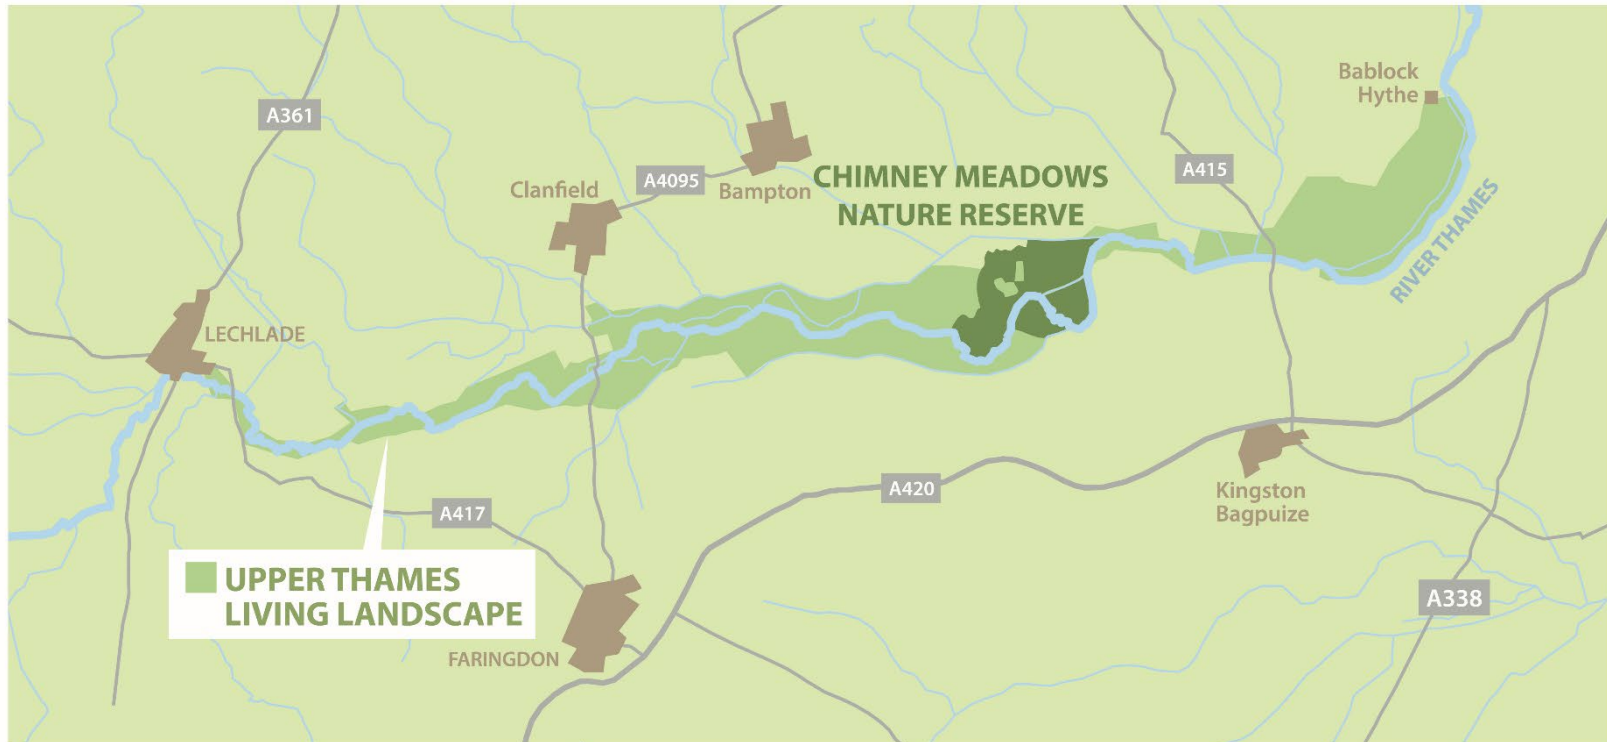 Bablock
Hythe
A361
A4095
Clanfield
Bampton
A415
CHIMNEY MEADOWS
NATURE RESERVE
RIVER THAMES
LECHLADE
A420
Kingston
Bagpuize
A417
UPPER THAMES
LIVING LANDSCAPE
A338
FARINGDON